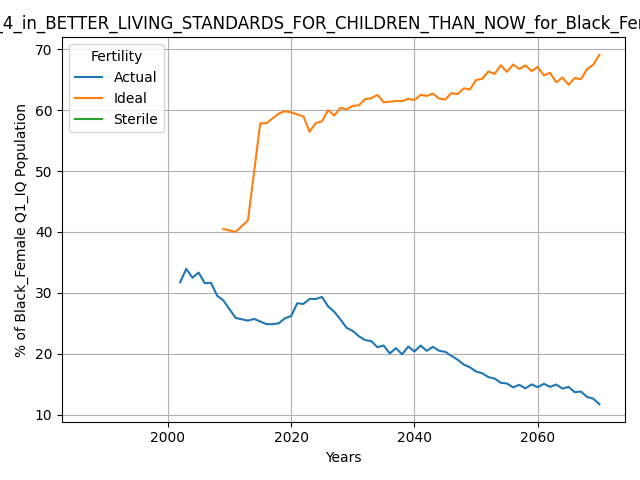 _4_in_BETTER_LIVING_STANDARDS_FOR_CHILDREN_THAN_NOW_for_Black_Fe
Fertility
Actual
Ideal
Sterile
% of Black_Female Q1_IQ Population
70
60
50
40
30
20
10
2000
2020
2040
2060
Years